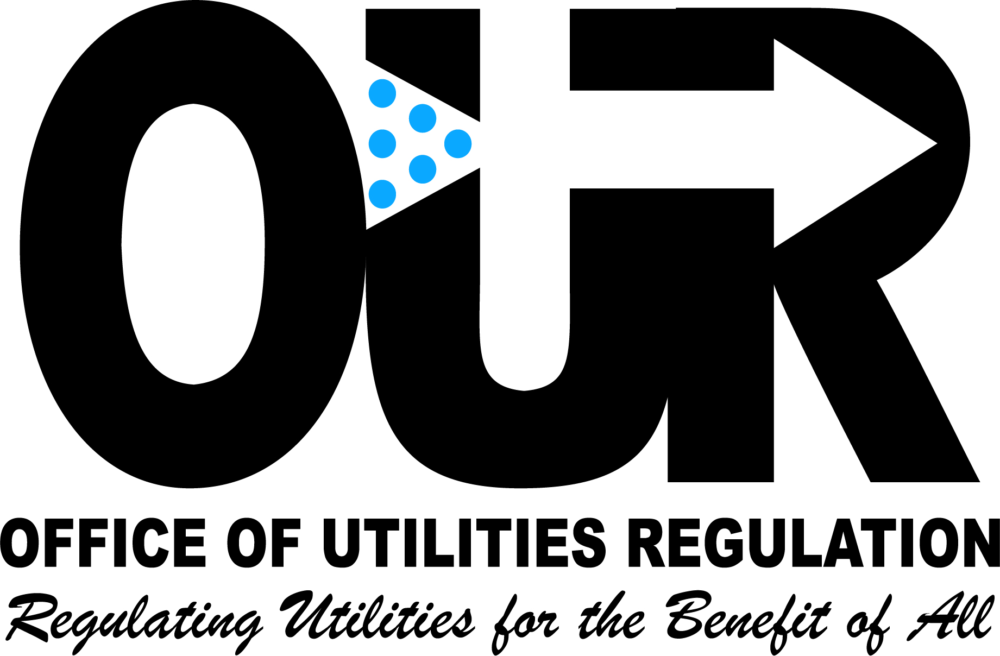 OUR
OFFICE OF UTILITIES REGULATION
Regulating Utilities for the Benefit of All